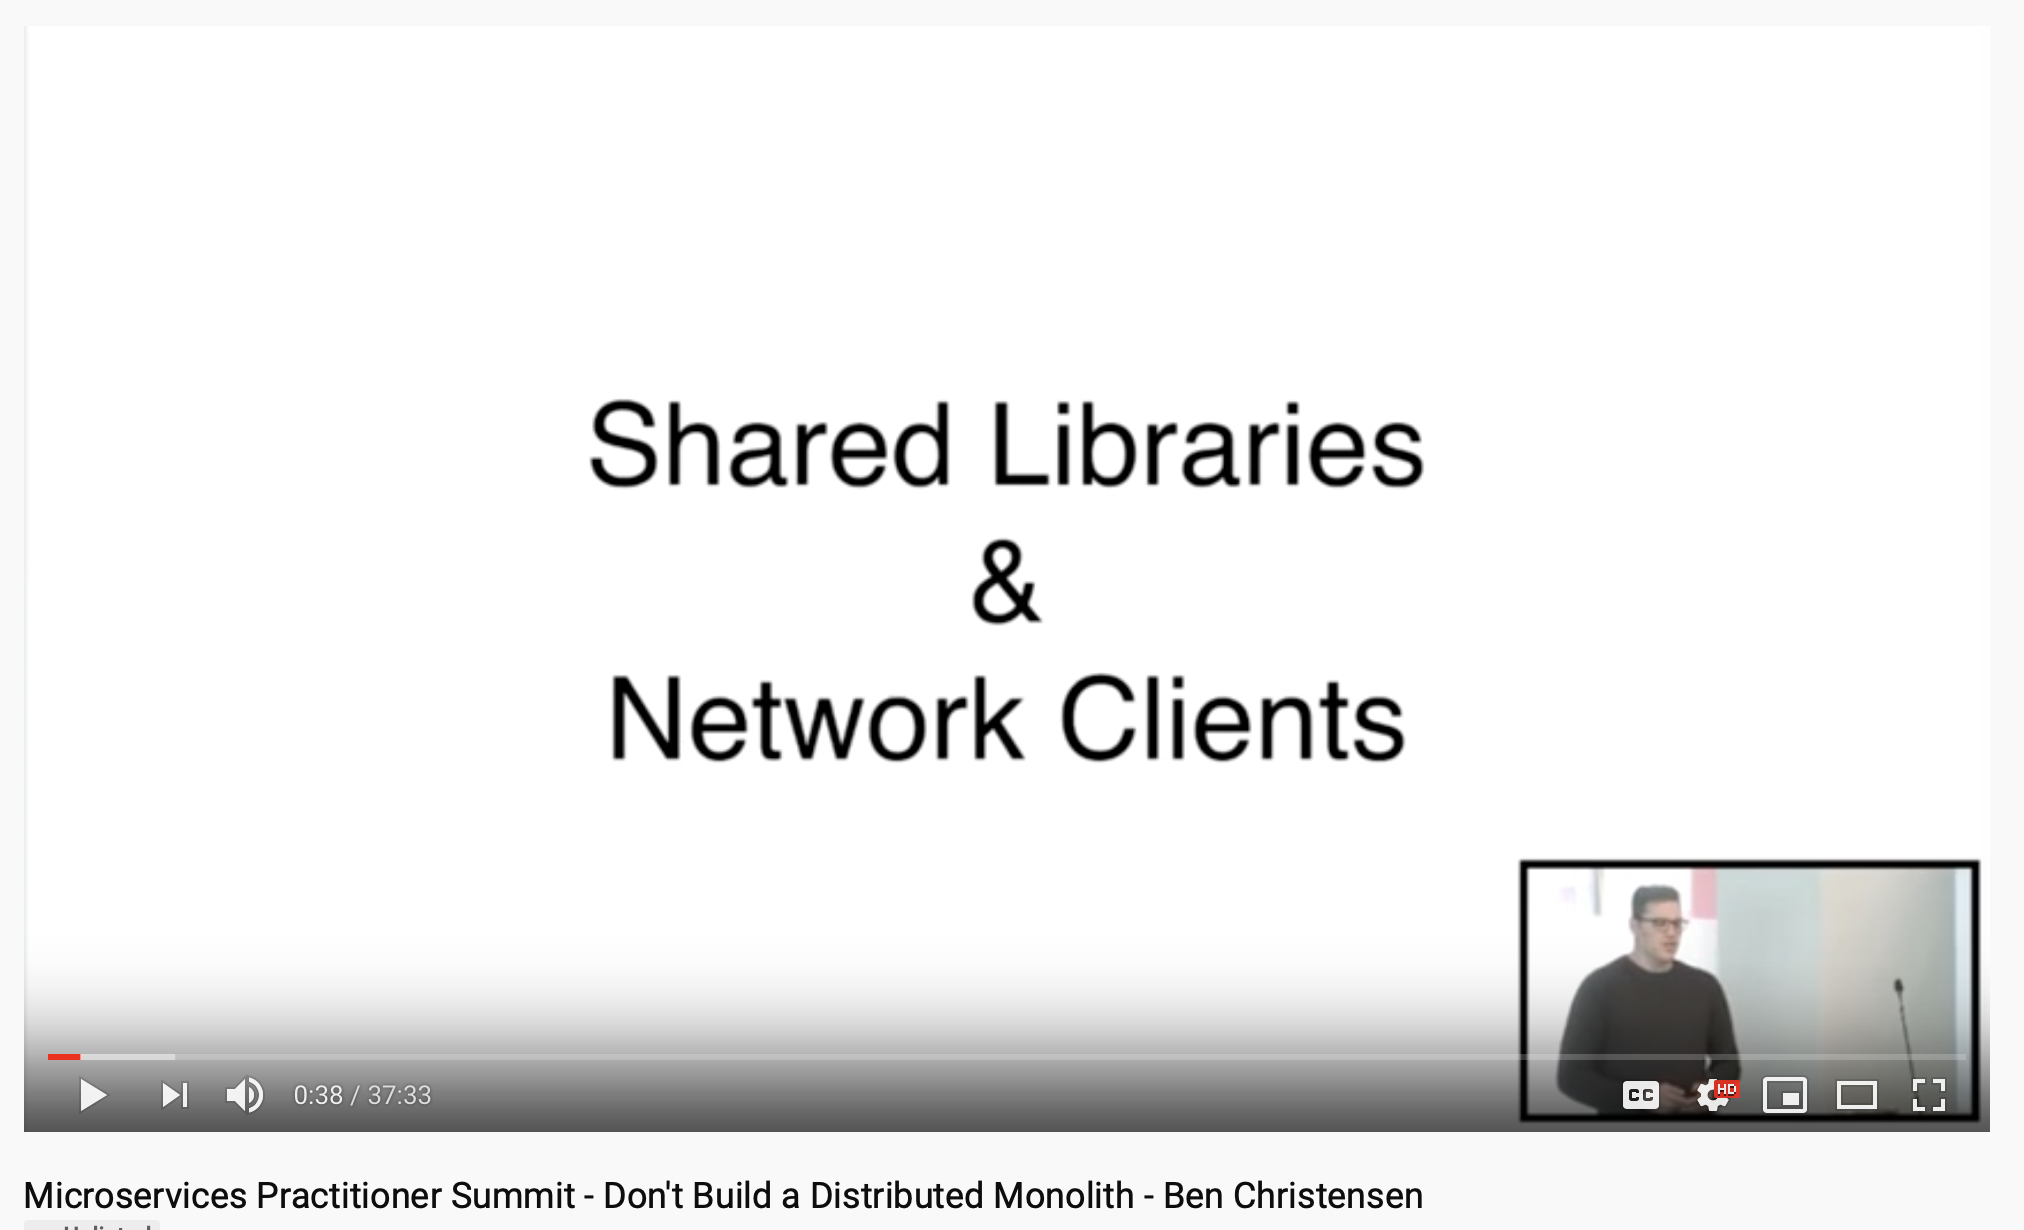 Shared Libraries
&
Network Clients
HD
CC
0:38 / 37:33
Microservices Practitioner Summit - Don't Build a Distributed Monolith - Ben Christensen